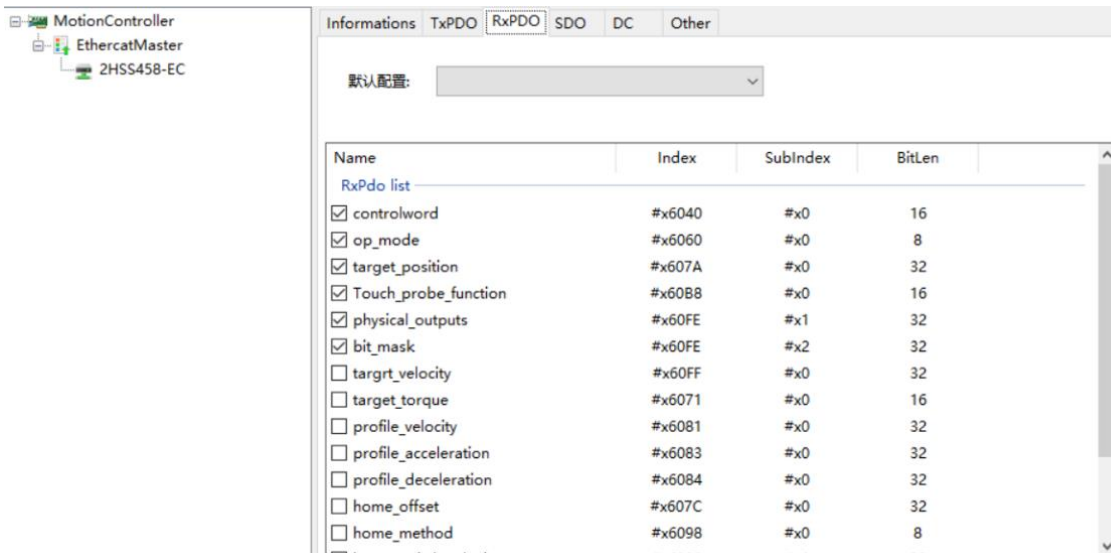 MotionController
EthercatMaster
2HSS458-EC
Informations TxPDO RxPDO SDO DC Other
默认配置:
Name Index SubIndex BitLen
RxPdo list
controlword #x6040 #x0 16
op_mode #x6060 #x0 8
target_position #x607A #x0 32
Touch_probe_function #x60B8 #x0 16
physical_outputs #x60FE #x1 32
bit_mask #x60FE #x2 32
targrt_velocity #x60FF #x0 32
target_torque #x6071 #x0 16
profile_velocity #x6081 #x0 32
profile_acceleration #x6083 #x0 32
profile_deceleration #x6084 #x0 32
home_offset #x607C #x0 32
home_method #x6098 #x0 8